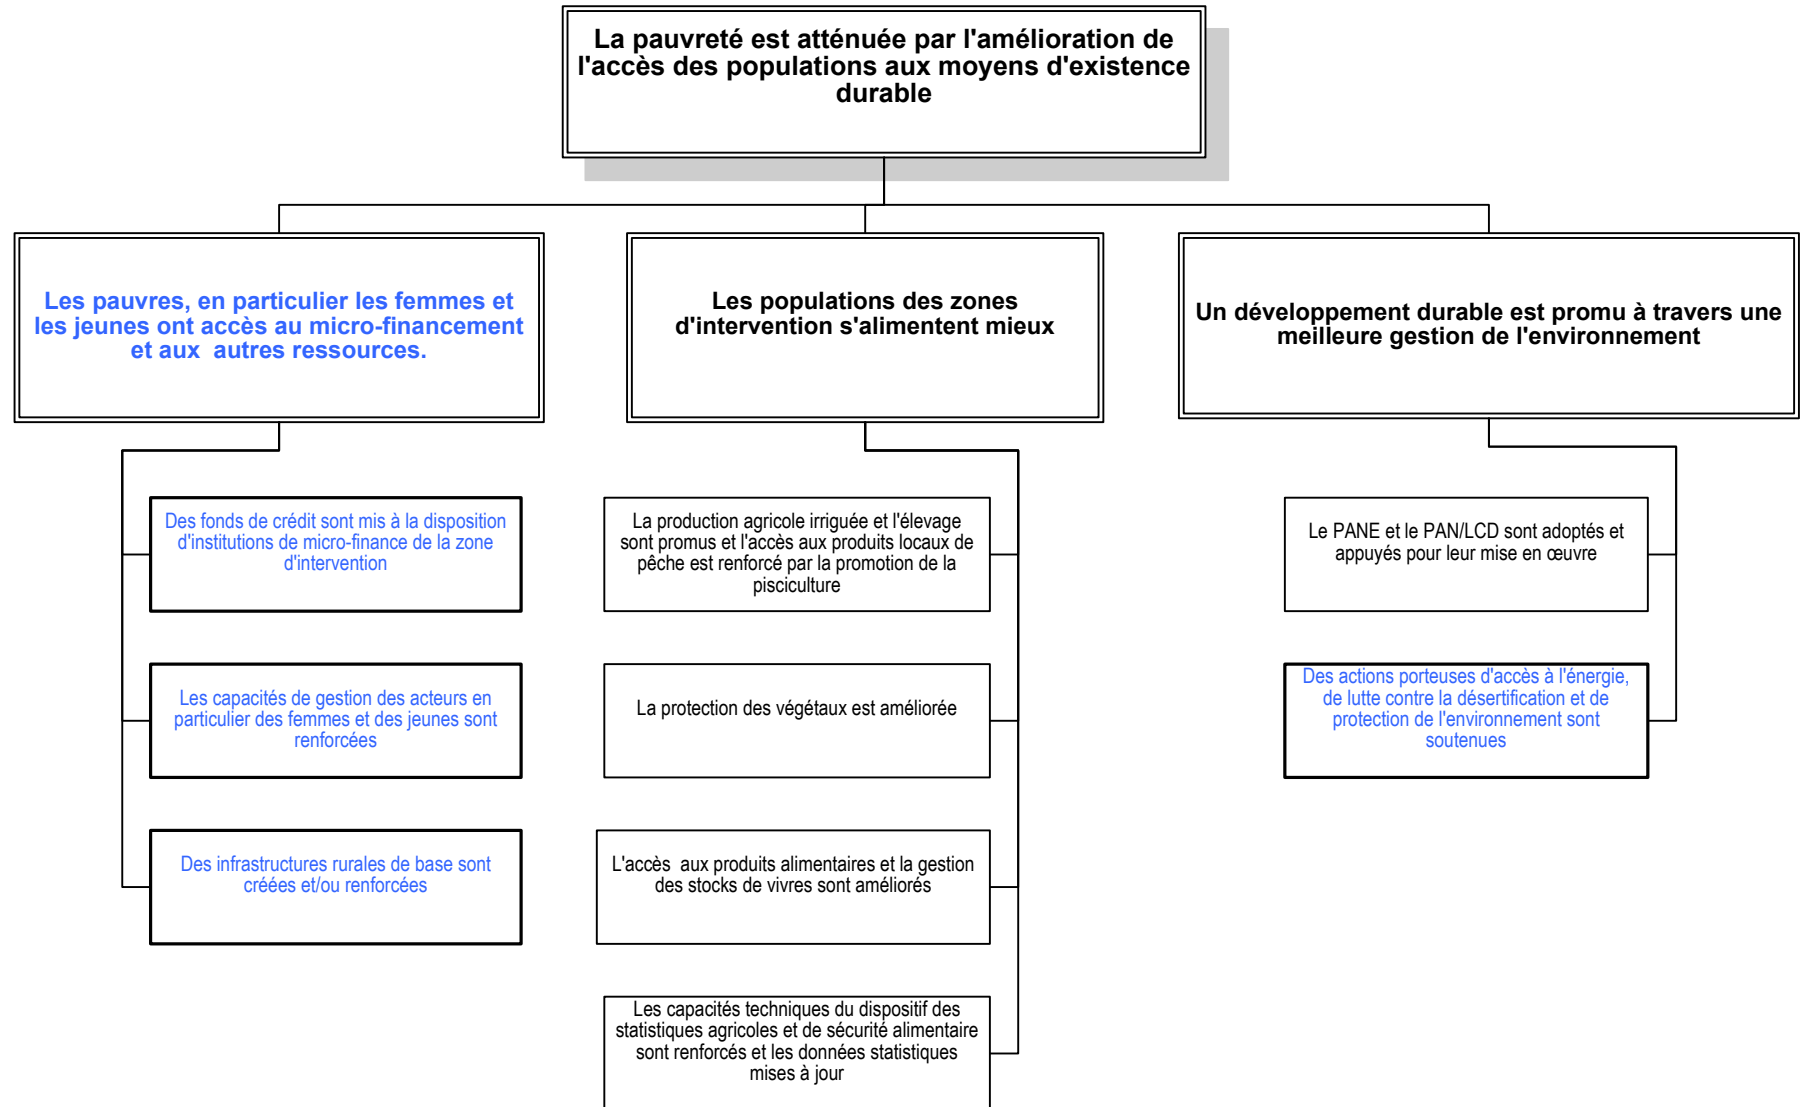 La pauvreté est atténuée par l'amélioration de
l'accès des populations aux moyens d'existence
durable
Les pauvres, en particulier les femmes et
les jeunes ont accès au micro-financement
et aux  autres ressources.
Les populations des zones
d'intervention s'alimentent mieux
Un développement durable est promu à travers une
meilleure gestion de l'environnement
Des fonds de crédit sont mis à la disposition
d'institutions de micro-finance de la zone
d'intervention
Les capacités de gestion des acteurs en
particulier des femmes et des jeunes sont
renforcées
Des infrastructures rurales de base sont
créées et/ou renforcées
La production agricole irriguée et l'élevage
sont promus et l'accès aux produits locaux de
pêche est renforcé par la promotion de la
pisciculture
La protection des végétaux est améliorée
L'accès  aux produits alimentaires et la gestion
des stocks de vivres sont améliorés
Les capacités techniques du dispositif des
statistiques agricoles et de sécurité alimentaire
sont renforcés et les données statistiques
mises à jour
Le PANE et le PAN/LCD sont adoptés et
appuyés pour leur mise en œuvre
Des actions porteuses d'accès à l'énergie,
de lutte contre la désertification et de
protection de l'environnement sont
soutenues